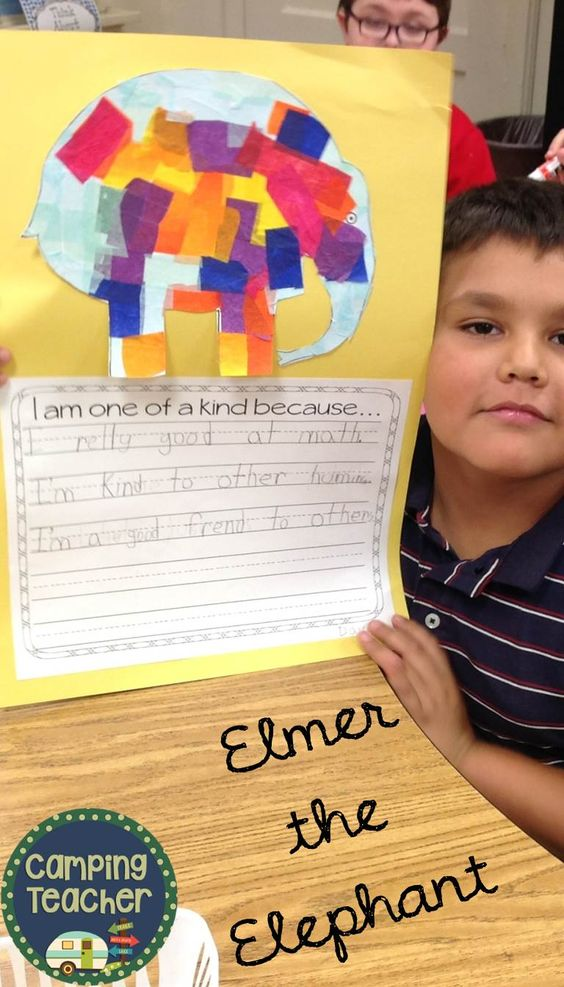 I am one of a kind because...
I relly good at math.
I'm kind to other humins.
I'm a good frend to others
Elmer
the
Elephant
Camping
Teacher